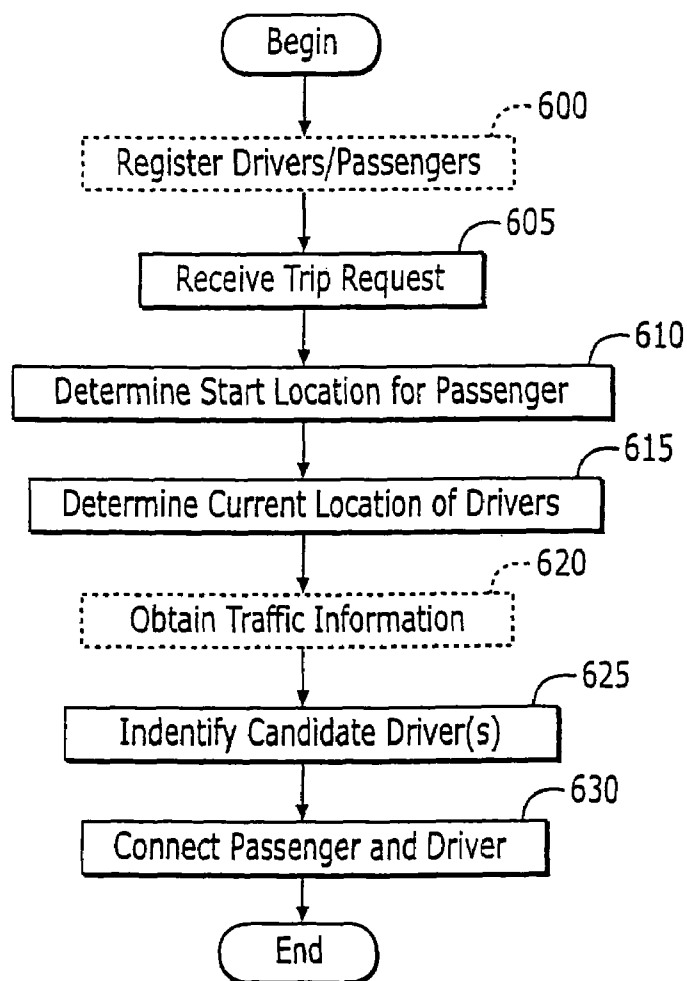 Begin
600
Register Drivers/Passengers
605
Receive Trip Request
610
Determine Start Location for Passenger
615
Determine Current Location of Drivers
620
Obtain Traffic Information
625
Indentify Candidate Driver(s)
630
Connect Passenger and Driver
End